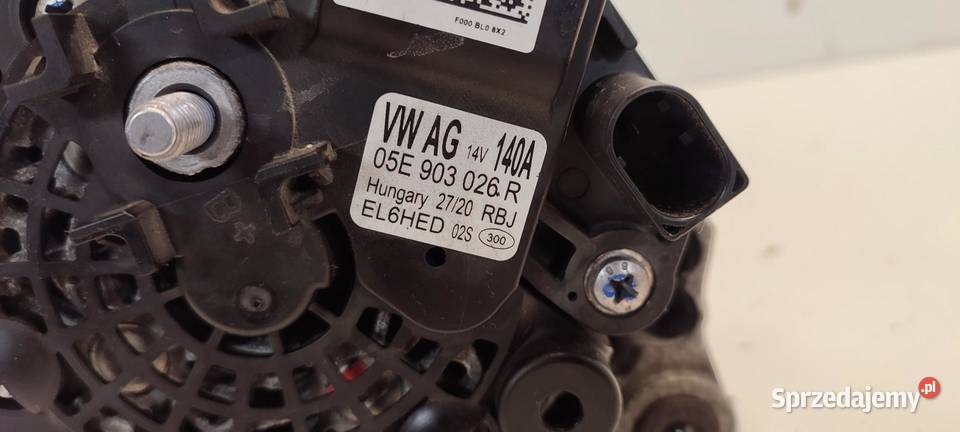 F000 BL0 8X2
VW AG 14V 140A
05E 903 026 R
Hungary 27/20 RBJ
EL6HED 02S 300
B+
Sprzedajemy.pl